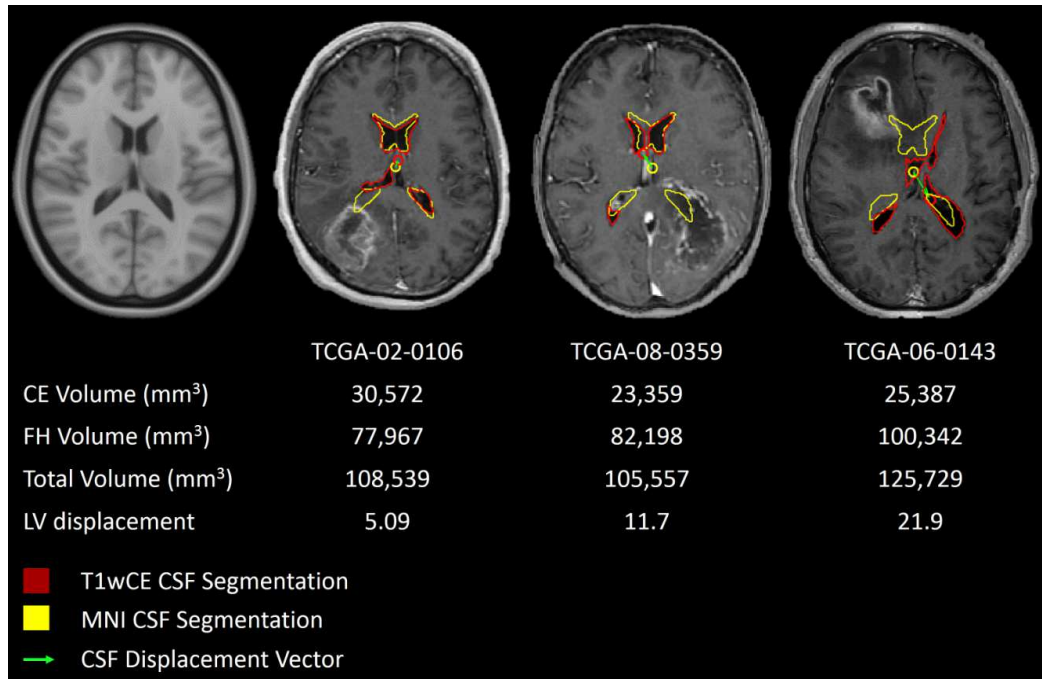 TCGA-02-0106 TCGA-08-0359 TCGA-06-0143
CE Volume (mm³) 30,572 23,359 25,387
FH Volume (mm³) 77,967 82,198 100,342
Total Volume (mm³) 108,539 105,557 125,729
LV displacement 5.09 11.7 21.9
T1wCE CSF Segmentation
MNI CSF Segmentation
CSF Displacement Vector